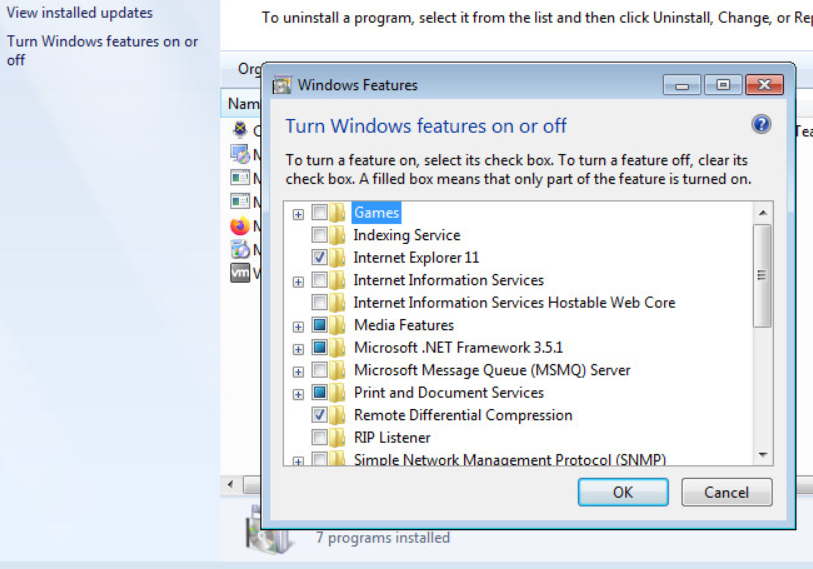 View installed updates
Turn Windows features on or
off
To uninstall a program, select it from the list and then click Uninstall, Change, or
Windows Features
Turn Windows features on or off
To turn a feature on, select its check box. To turn a feature off, clear its
check box. A filled box means that only part of the feature is turned on.
Games
Indexing Service
Internet Explorer 11
Internet Information Services
Internet Information Services Hostable Web Core
Media Features
Microsoft .NET Framework 3.5.1
Microsoft Message Queue (MSMQ) Server
Print and Document Services
Remote Differential Compression
RIP Listener
Simple Network Management Protocol (SNMP)
OK
Cancel
7 programs installed